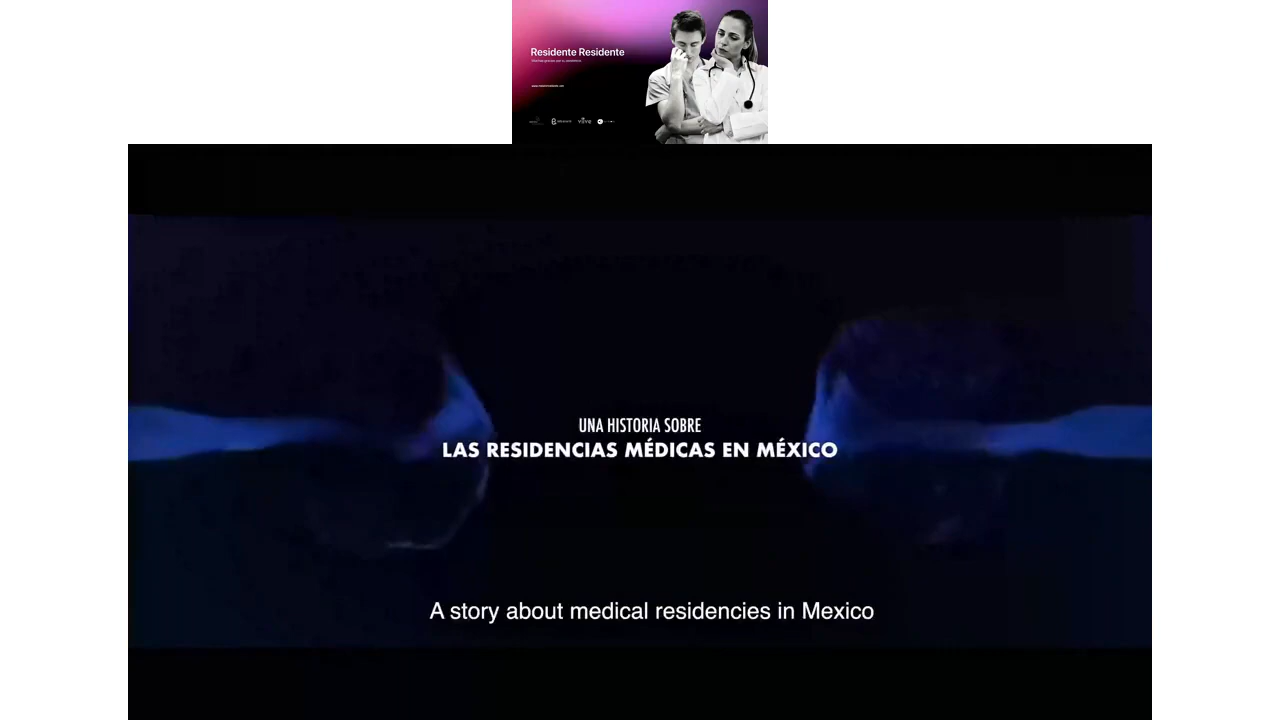 Residente Residente
UNA HISTORIA SOBRE
LAS RESIDENCIAS MÉDICAS EN MÉXICO
A story about medical residencies in Mexico